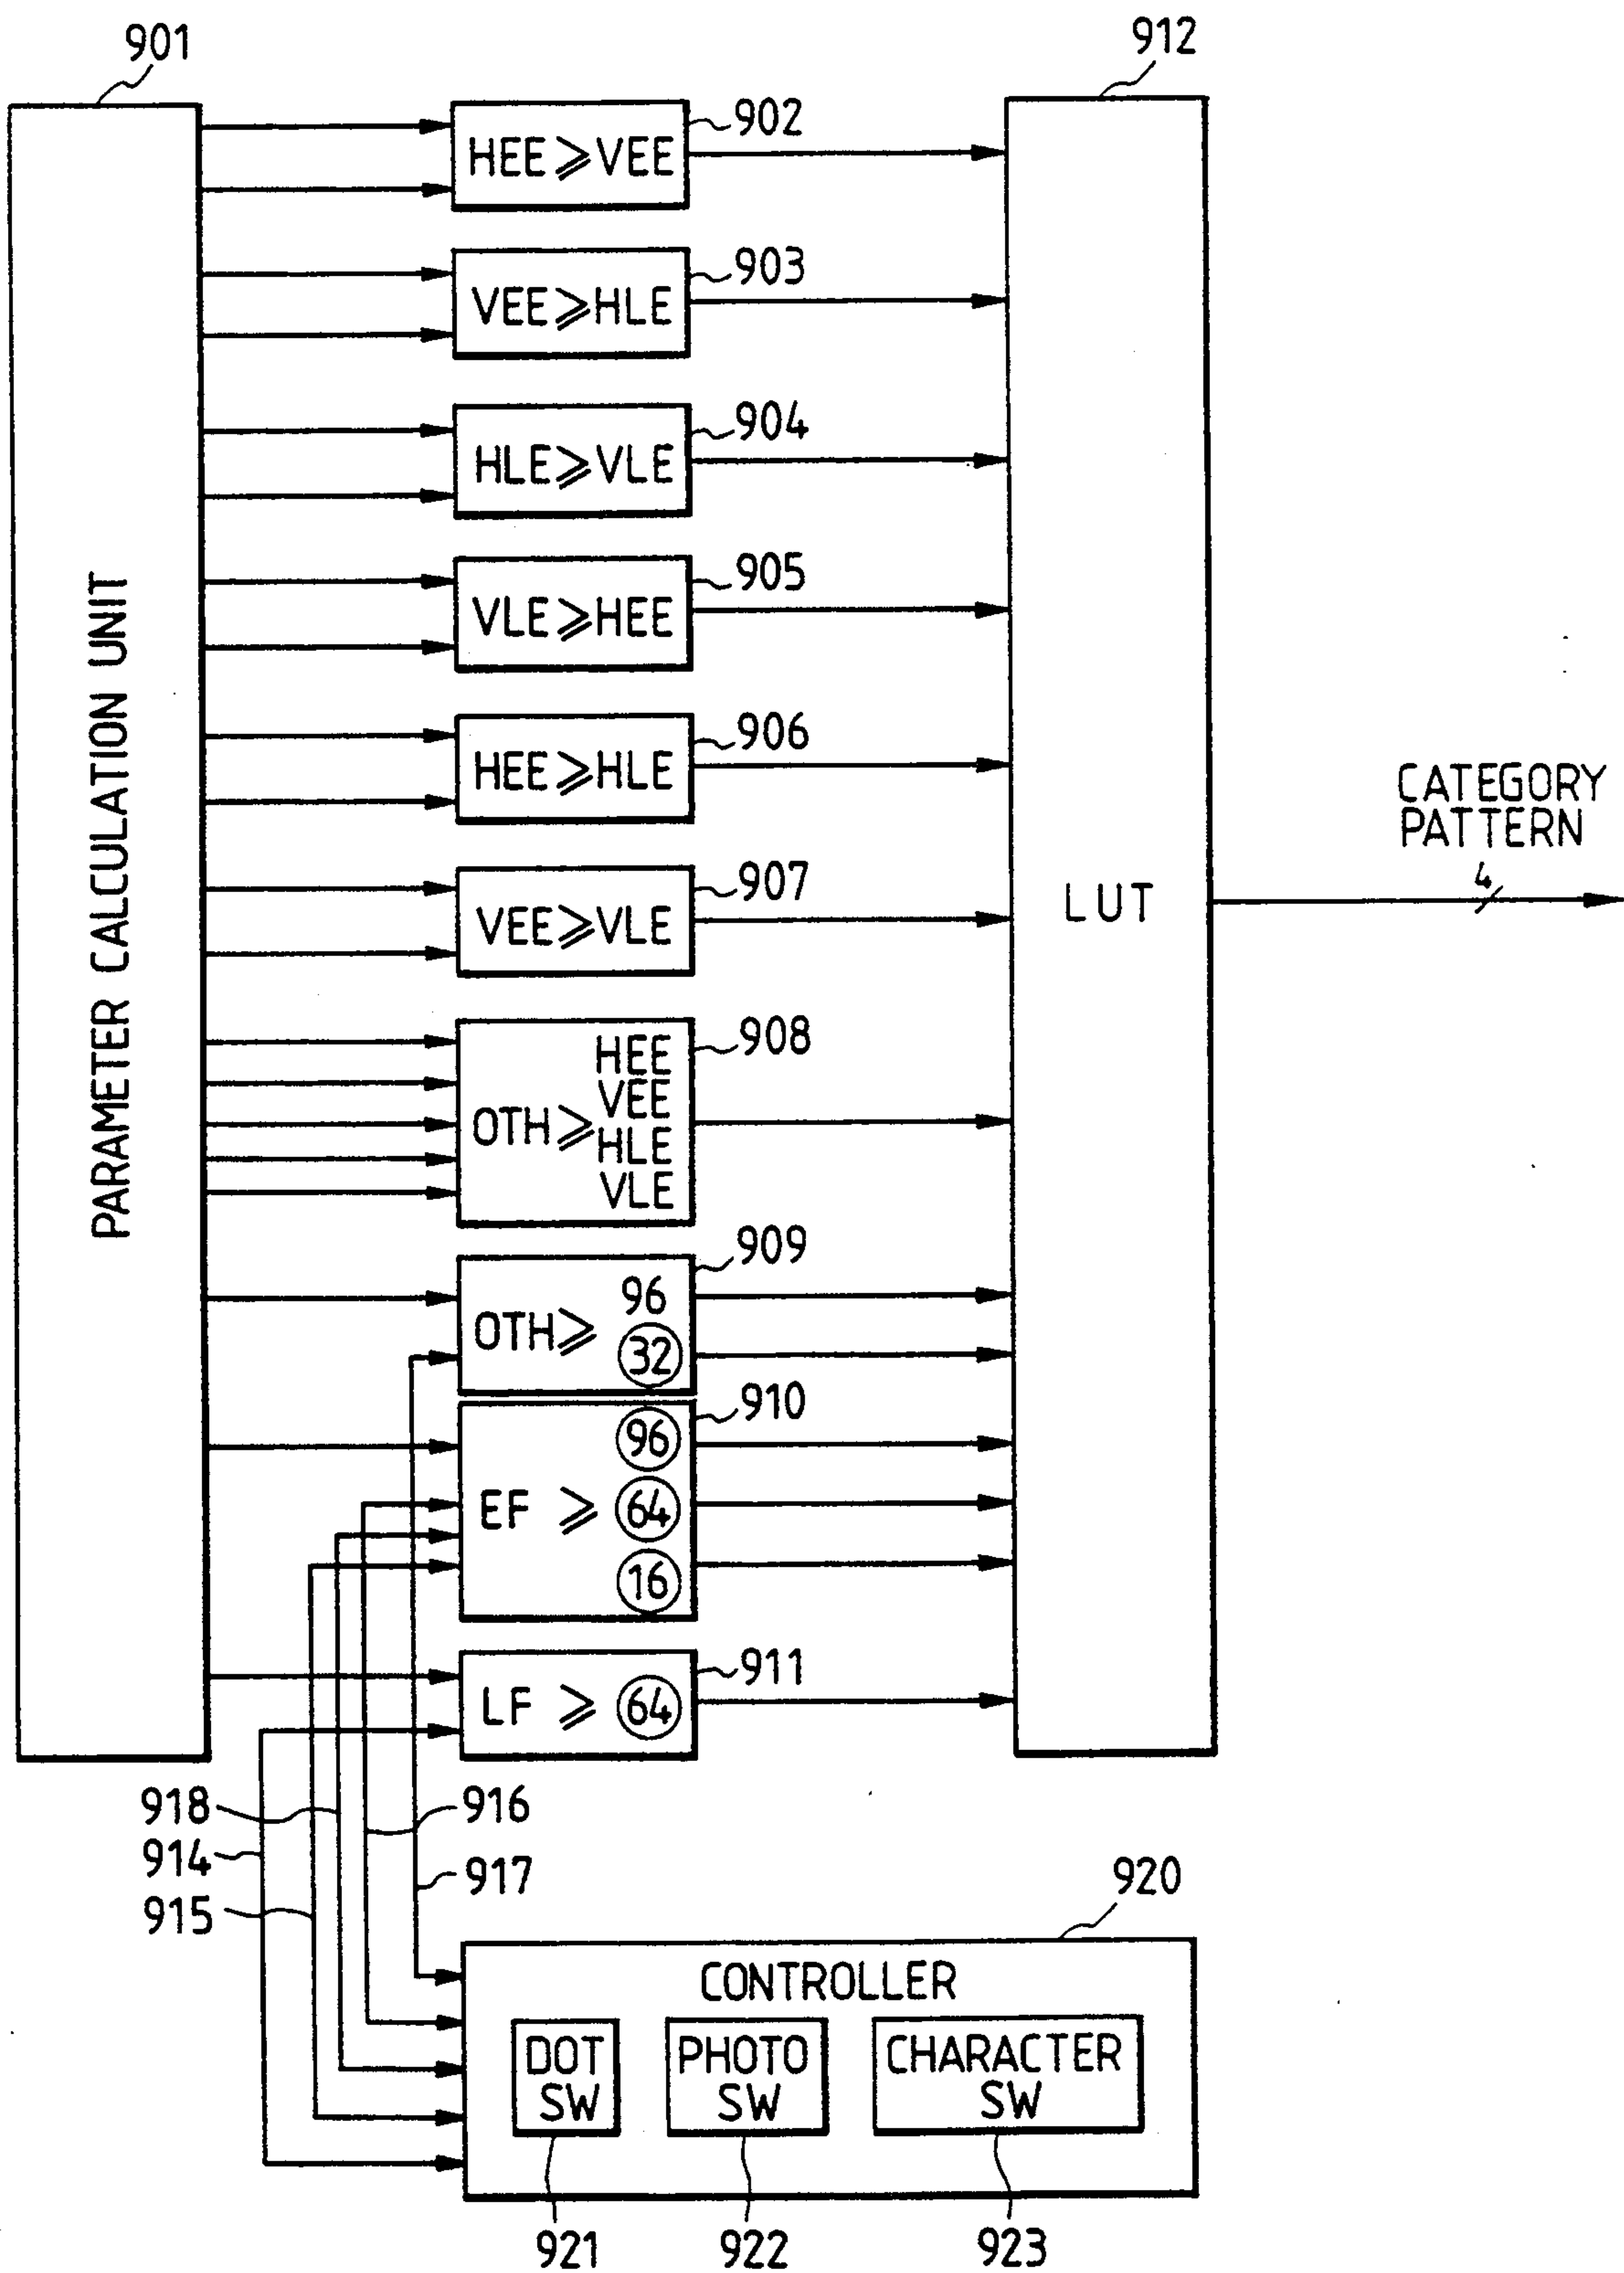 901
912
902
HEE ⩾ VEE
903
VEE ⩾ HLE
904
HLE ⩾ VLE
905
VLE ⩾ HEE
906
HEE ⩾ HLE
907
VEE ⩾ VLE
908
OTH ⩾
HEE
VEE
HLE
VLE
909
OTH ⩾
96
32
910
EF ⩾
96
64
16
911
LF ⩾ 64
PARAMETER CALCULATION UNIT
LUT
CATEGORY
PATTERN
4
918
916
914
917
915
920
CONTROLLER
DOT
SW
PHOTO
SW
CHARACTER
SW
921
922
923